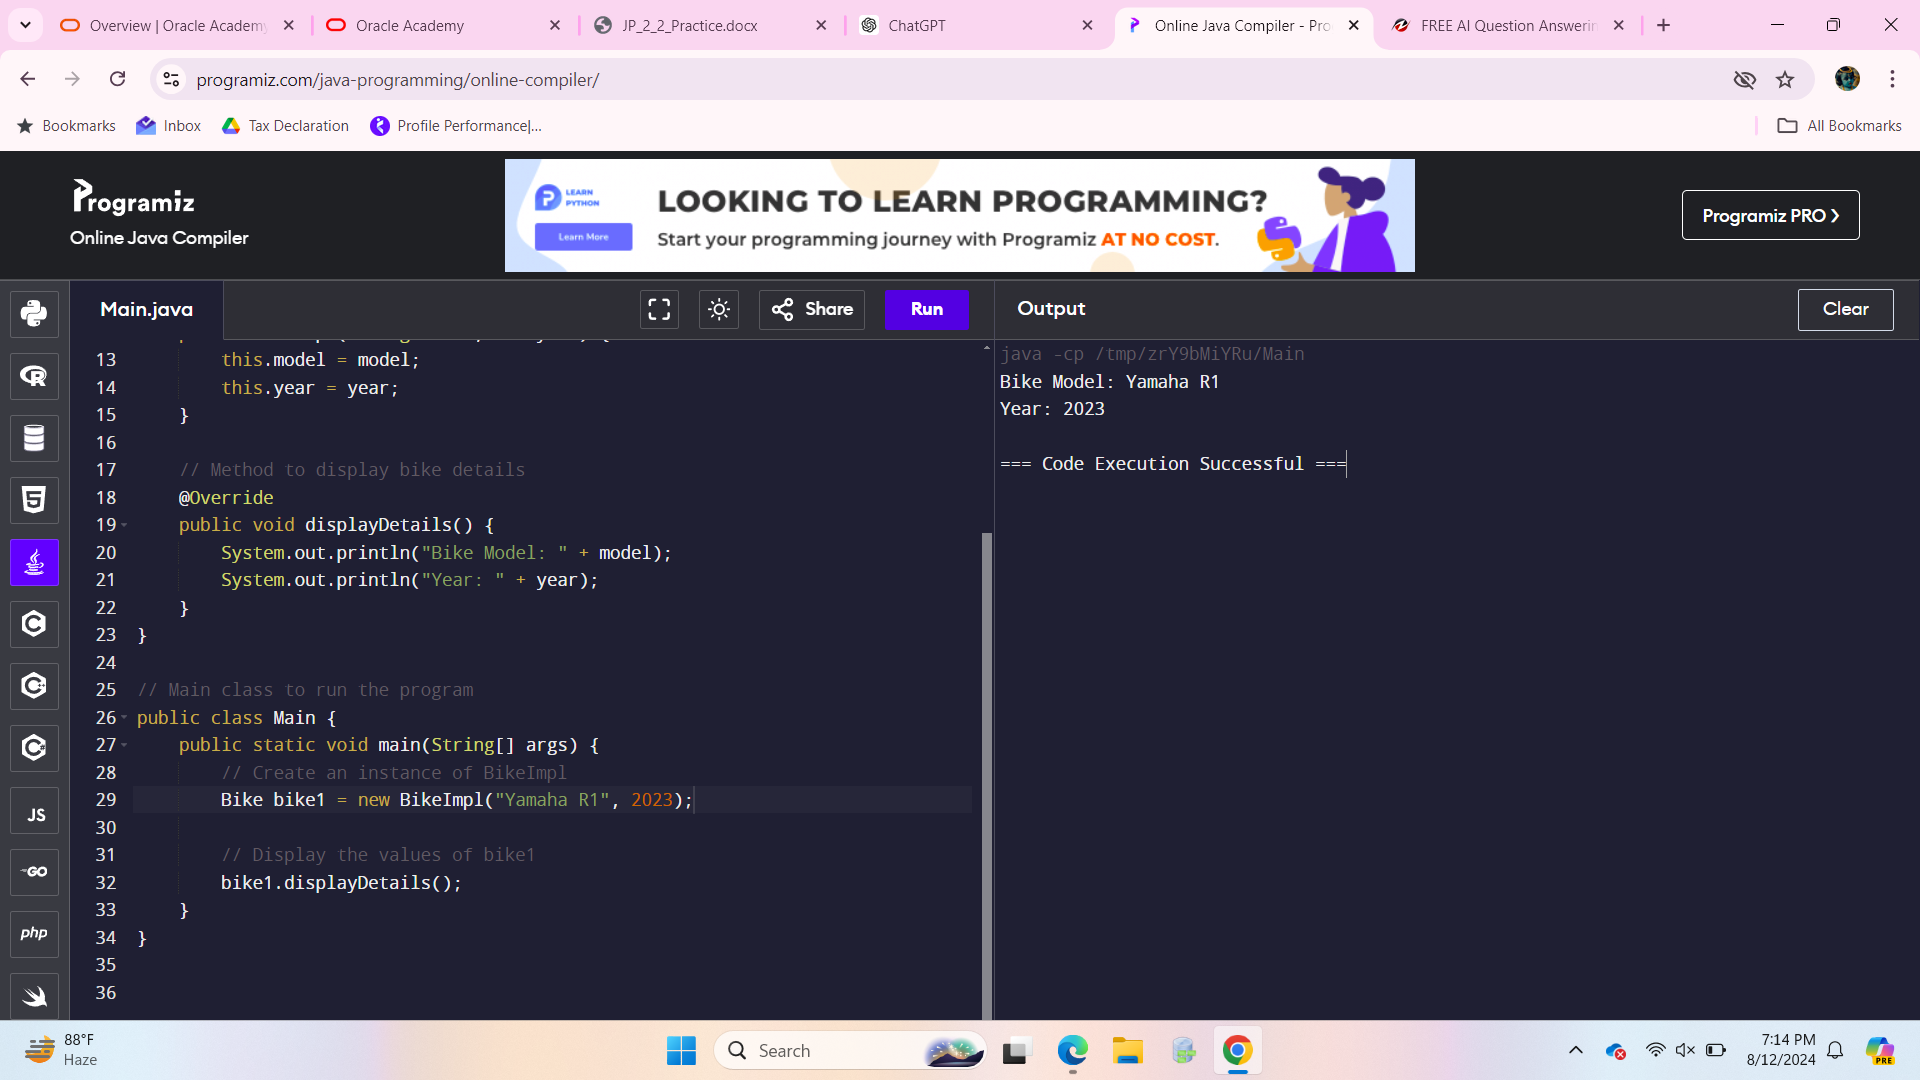 Overview | Oracle Academy
Oracle Academy
JP_2_2_Practice.docx
ChatGPT
Online Java Compiler - Pro
FREE AI Question Answerin
programiz.com/java-programming/online-compiler/
Bookmarks
Inbox
Tax Declaration
Profile Performance|...
All Bookmarks
Programiz
Online Java Compiler
LEARN
PYTHON
Learn More
LOOKING TO LEARN PROGRAMMING?
Start your programming journey with Programiz AT NO COST.
Programiz PRO
Main.java
Share
Run
Output
Clear
13 this.model = model;
14 this.year = year;
15 }
16
17 // Method to display bike details
18 @Override
19 public void displayDetails() {
20 System.out.println("Bike Model: " + model);
21 System.out.println("Year: " + year);
22 }
23 }
24
25 // Main class to run the program
26 public class Main {
27 public static void main(String[] args) {
28 // Create an instance of BikeImpl
29 Bike bike1 = new BikeImpl("Yamaha R1", 2023);
30
31 // Display the values of bike1
32 bike1.displayDetails();
33 }
34 }
35
36
java -cp /tmp/zrY9bMiYRu/Main
Bike Model: Yamaha R1
Year: 2023
=== Code Execution Successful ===
JS
GO
php
88°F
Haze
Search
7:14 PM
8/12/2024
PRE